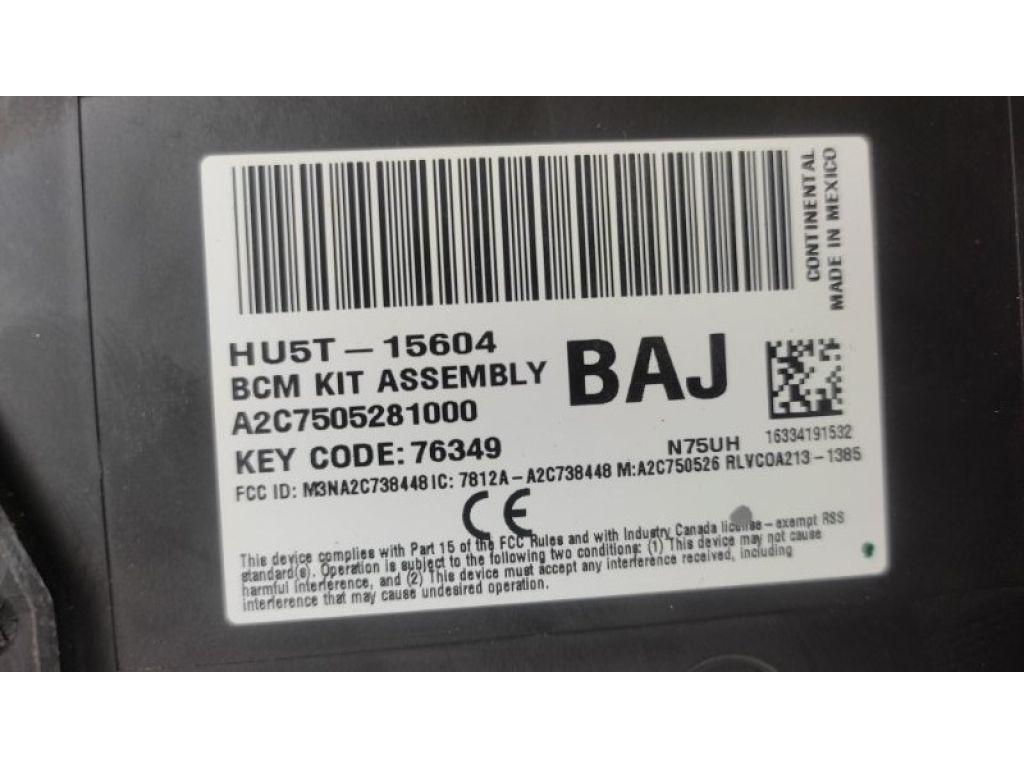 CONTINENTAL
MADE IN MEXICO
HU5T-15604
BCM KIT ASSEMBLY
BAJ
A2C7505281000
KEY CODE: 76349
N75UH
16334191532
FCC ID: M3NA2C738448 IC: 7812A-A2C738448 M:A2C750526 RLVCOA213-1385
CE
This device complies with Part 15 of the FCC Rules and with Industry Canada license-exempt RSS
standard(s). Operation is subject to the following two conditions: (1) This device may not cause
harmful interference, and (2) This device must accept any interference received, including
interference that may cause undesired operation.